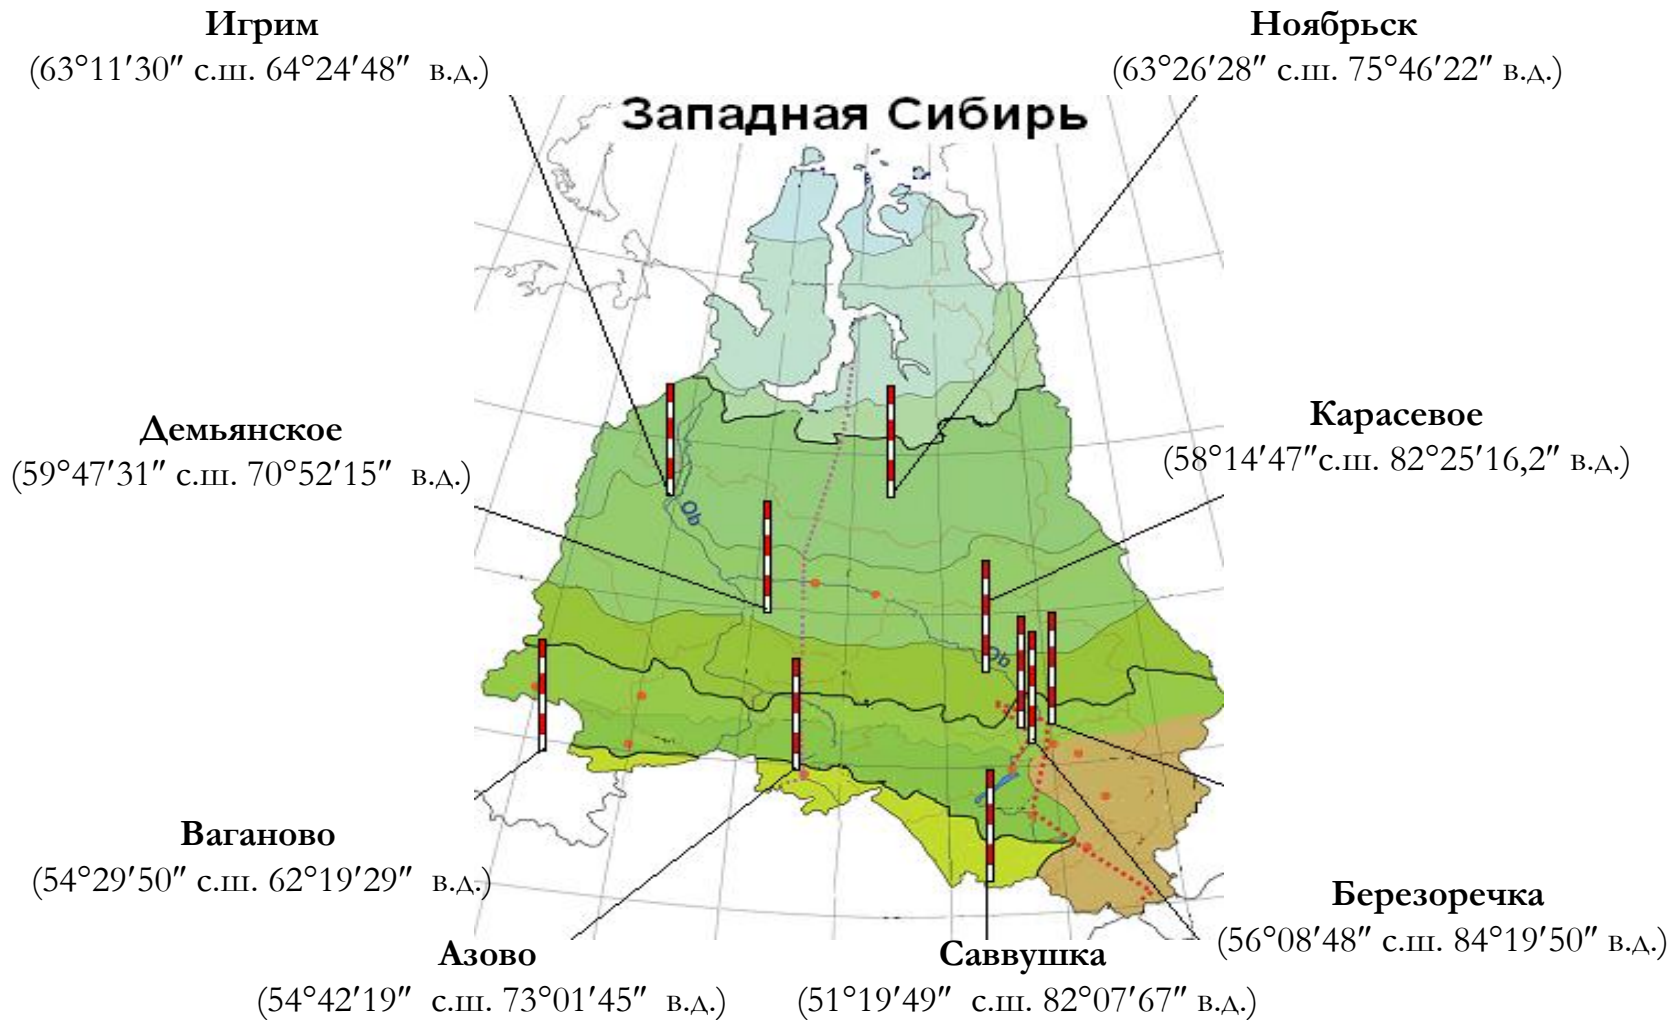 Игрим
(63°11′30″ с.ш. 64°24′48″ в.д.)
Ноябрьск
(63°26′28″ с.ш. 75°46′22″ в.д.)
Западная Сибирь
Демьянское
(59°47′31″ с.ш. 70°52′15″ в.д.)
Карасевое
(58°14′47″с.ш. 82°25′16,2″ в.д.)
Ob
Ob
Ваганово
(54°29′50″ с.ш. 62°19′29″ в.д.)
Березоречка
(56°08′48″ с.ш. 84°19′50″ в.д.)
Азово
(54°42′19″ с.ш. 73°01′45″ в.д.)
Саввушка
(51°19′49″ с.ш. 82°07′67″ в.д.)